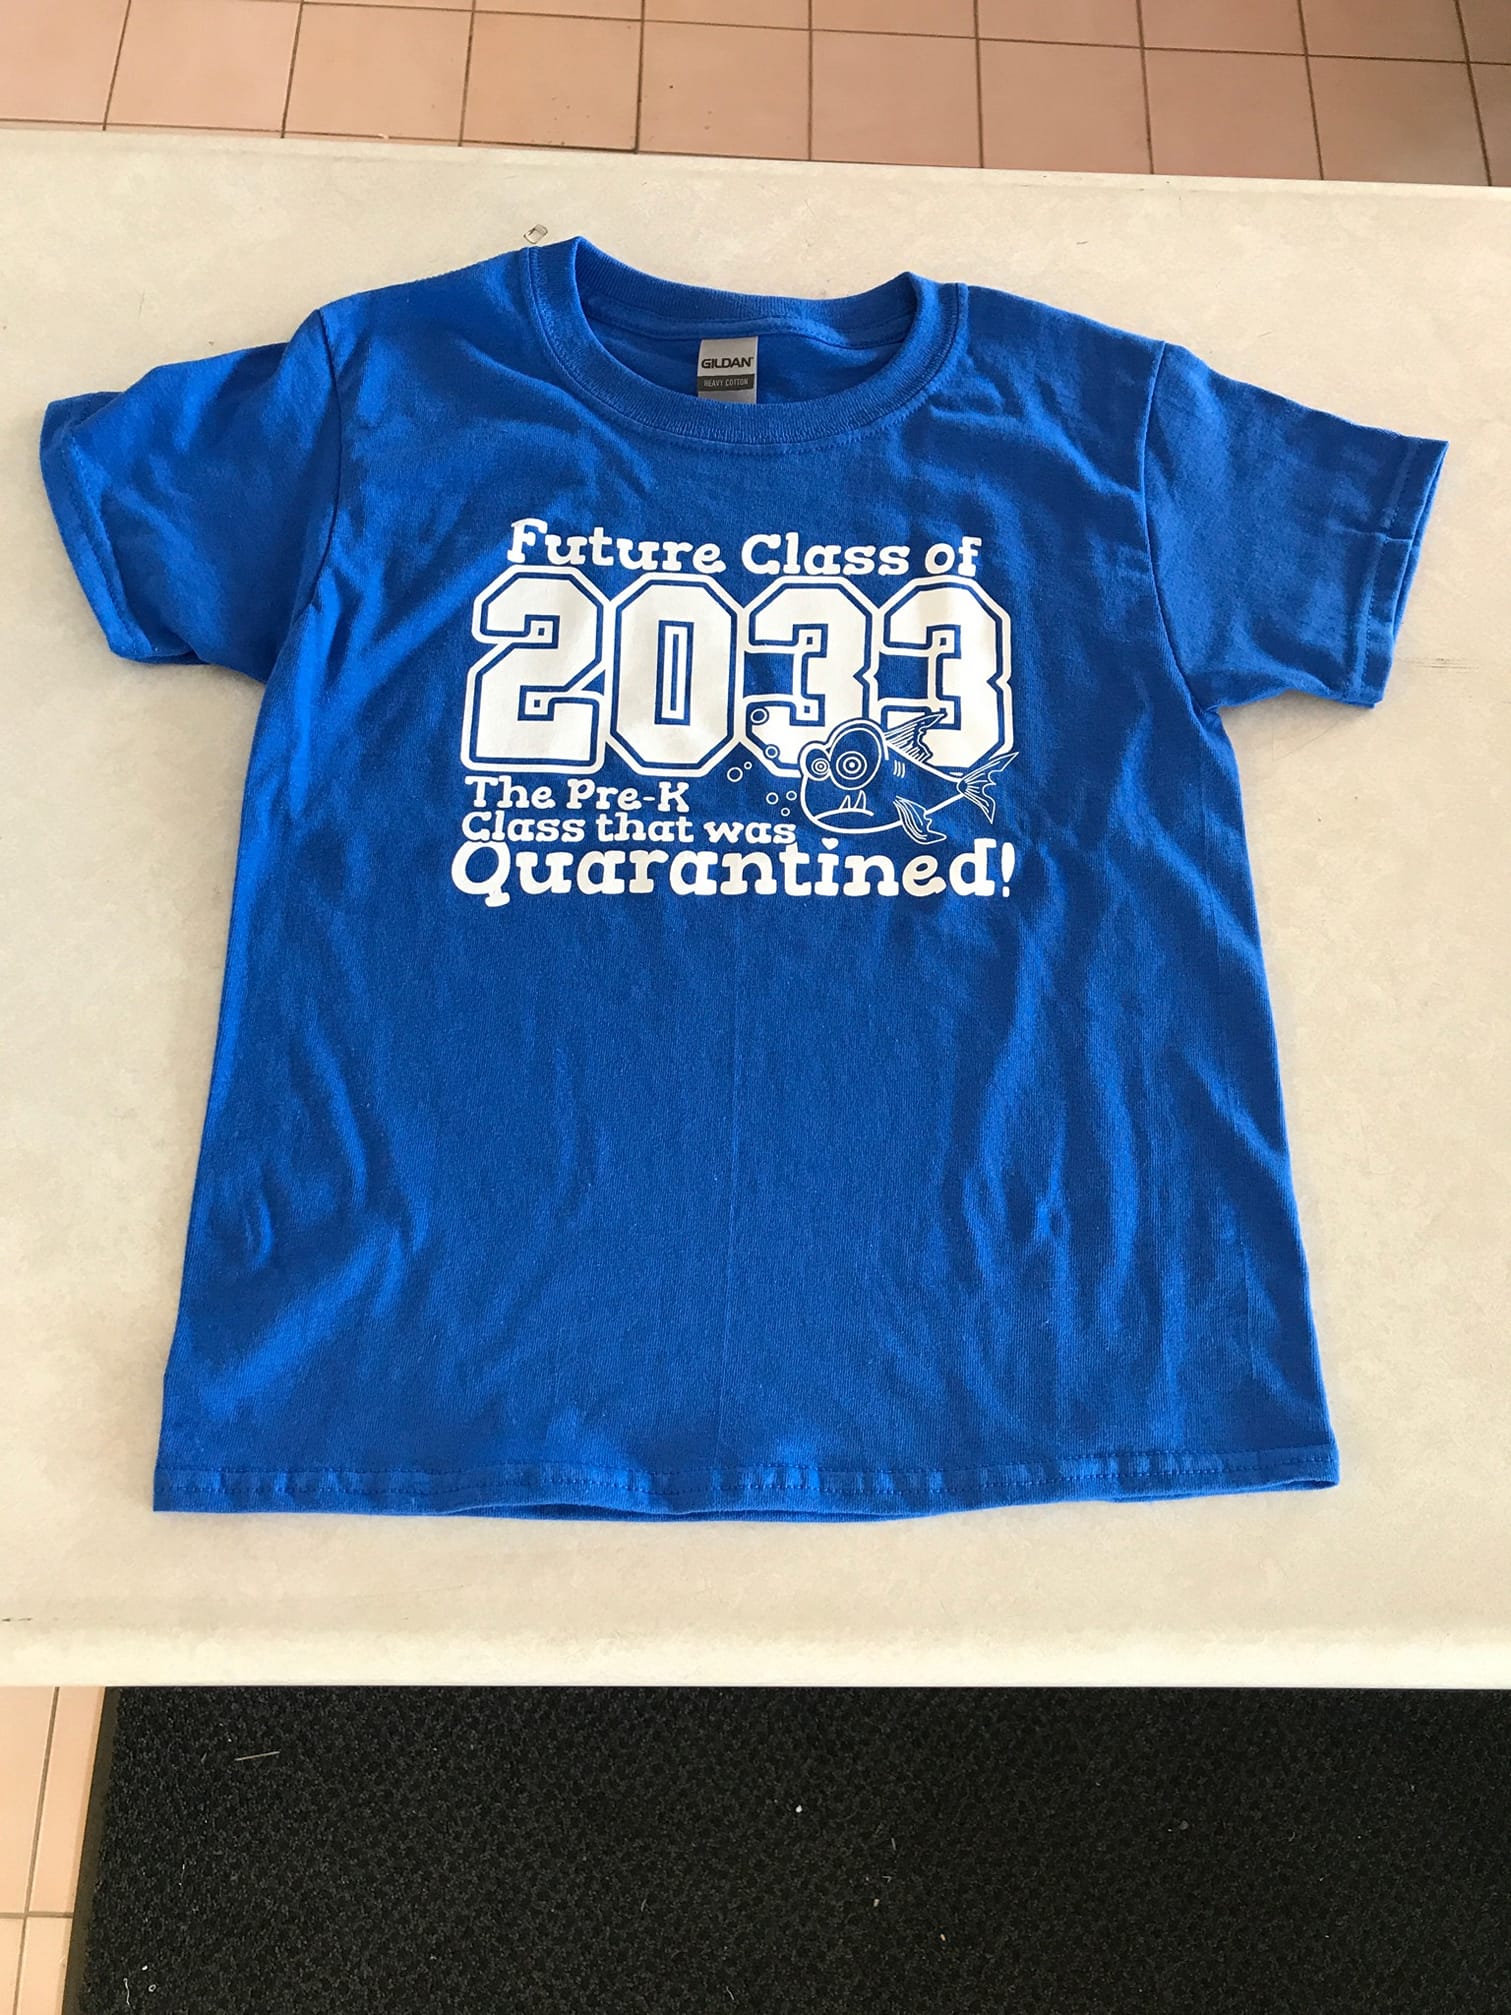 GILDAN
HEAVY COTTON
Future Class of
2033
The Pre-K
Class that was
Quarantined!